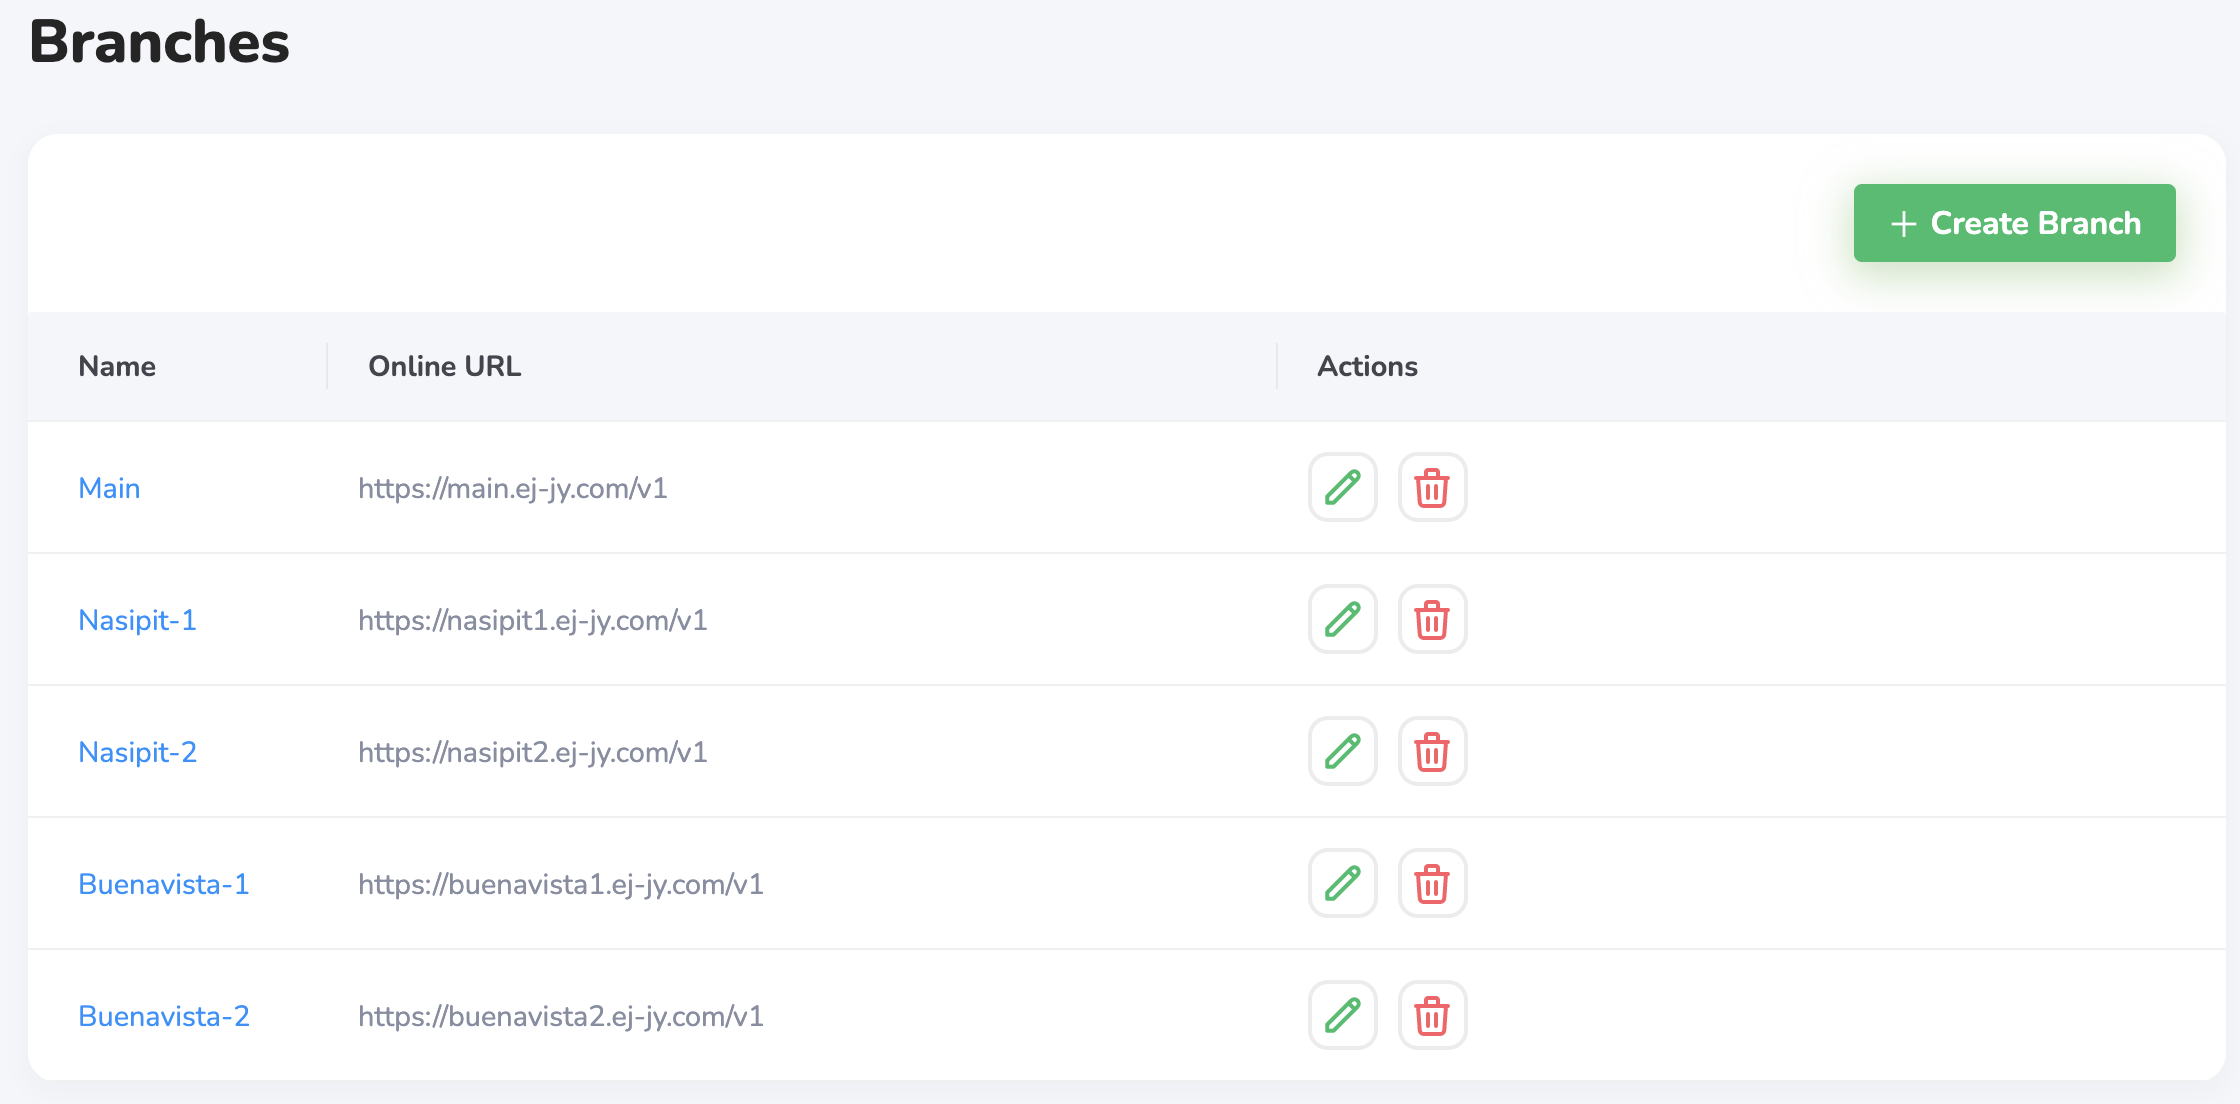 Branches
Create Branch
Name Online URL Actions
Main https://main.ej-jy.com/v1
Nasipit-1 https://nasipit1.ej-jy.com/v1
Nasipit-2 https://nasipit2.ej-jy.com/v1
Buenavista-1 https://buenavista1.ej-jy.com/v1
Buenavista-2 https://buenavista2.ej-jy.com/v1